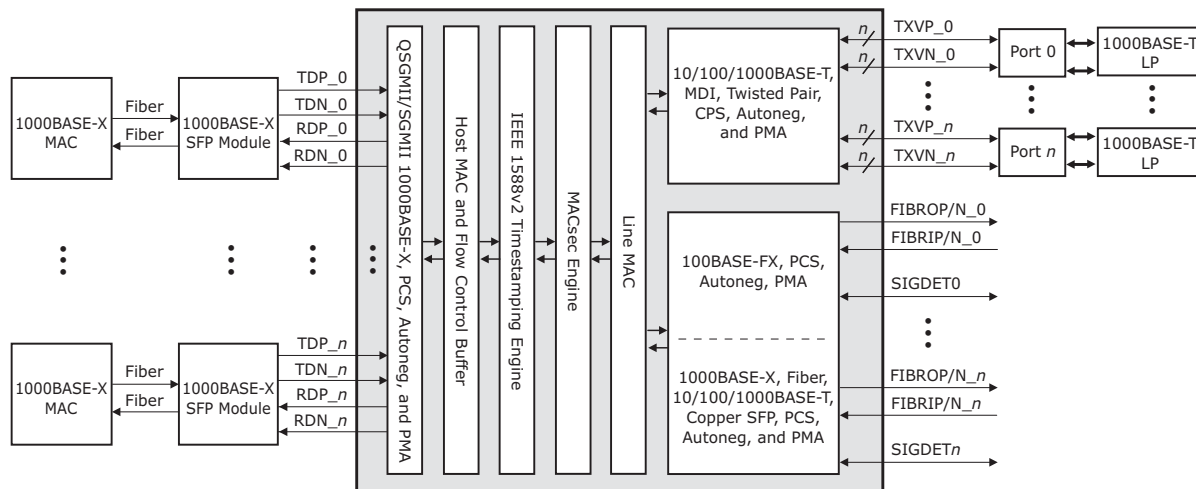 1000BASE-X
MAC
Fiber
Fiber
1000BASE-X
SFP Module
TDP_0
TDN_0
RDP_0
RDN_0
1000BASE-X
MAC
Fiber
Fiber
1000BASE-X
SFP Module
TDP_n
TDN_n
RDP_n
RDN_n
QSGMII/SGMII 1000BASE-X, PCS, Autoneg, and PMA
Host MAC and Flow Control Buffer
IEEE 1588v2 Timestamping Engine
MACsec Engine
Line MAC
10/100/1000BASE-T,
MDI, Twisted Pair,
CPS, Autoneg,
and PMA
100BASE-FX, PCS,
Autoneg, PMA
1000BASE-X, Fiber,
10/100/1000BASE-T,
Copper SFP, PCS,
Autoneg, and PMA
n
TXVP_0
n
TXVN_0
n
TXVP_n
n
TXVN_n
Port 0
1000BASE-T
LP
Port n
1000BASE-T
LP
FIBROP/N_0
FIBRIP/N_0
SIGDET0
FIBROP/N_n
FIBRIP/N_n
SIGDETn